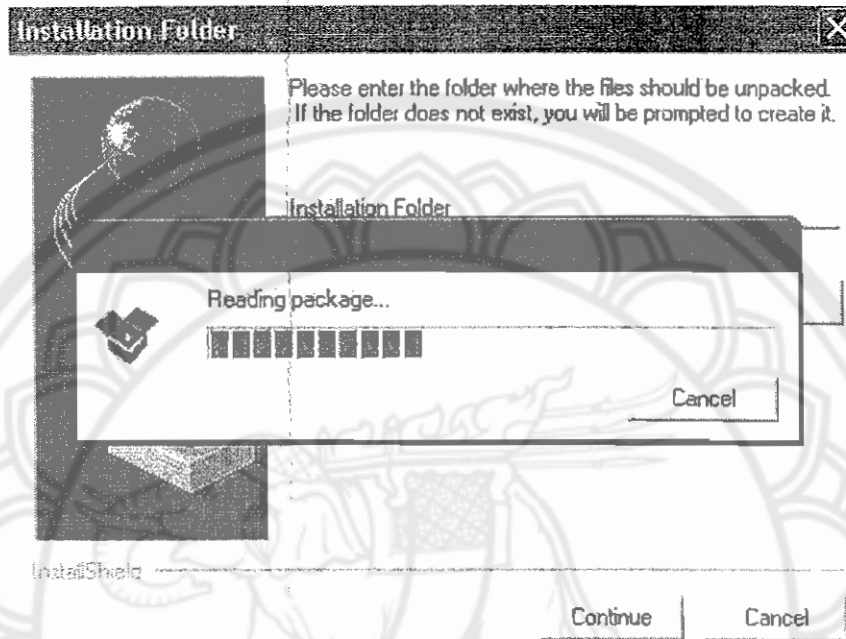 Installation Folder
Please enter the folder where the files should be unpacked.
If the folder does not exist, you will be prompted to create it.
Installation Folder
Reading package...
Cancel
InstallShield
Continue
Cancel